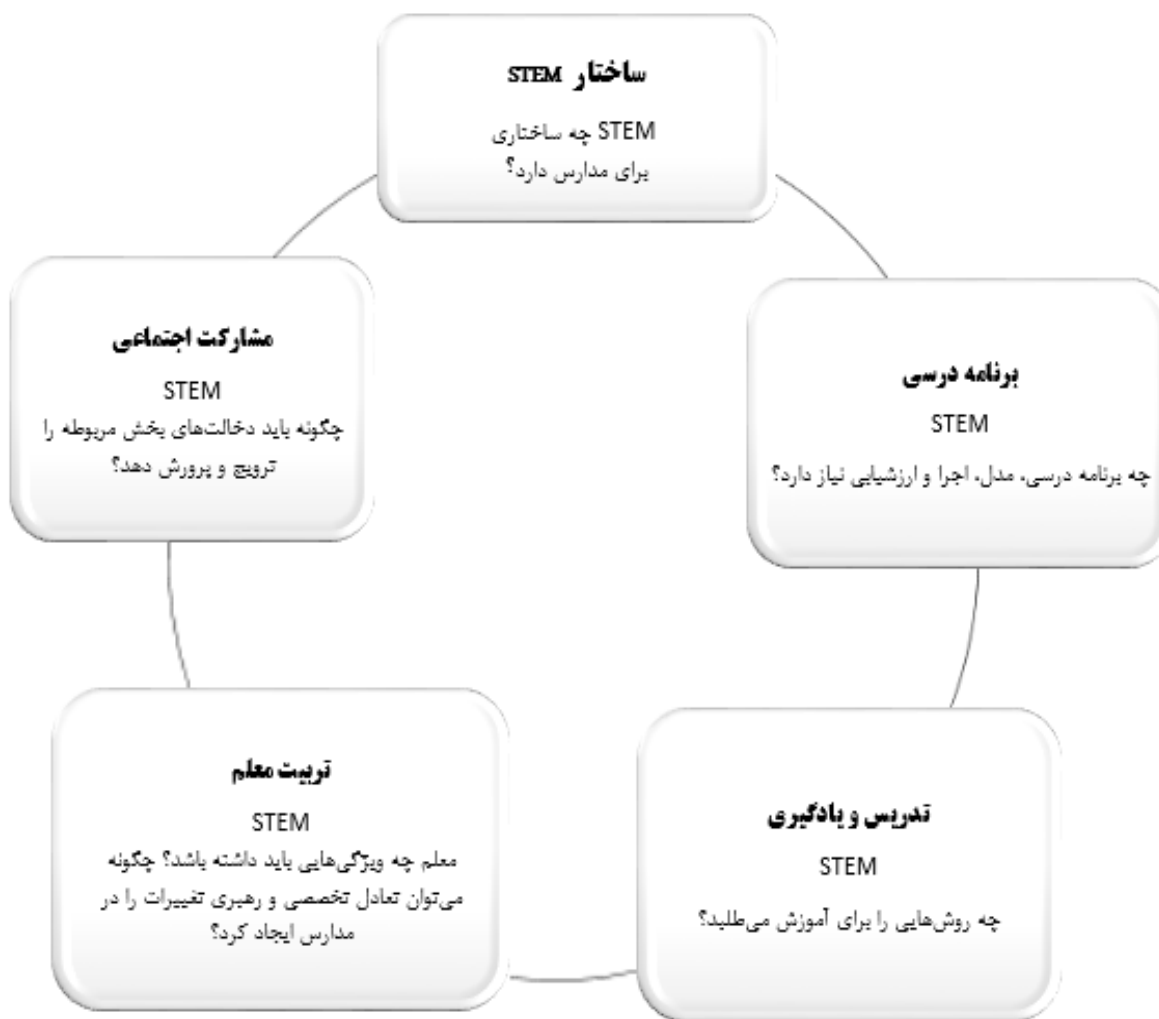 ساختار STEM
STEM چه ساختاری
برای مدارس دارد؟
برنامه درسی
STEM
چه برنامه درسی، مدل، اجرا و ارزشیابی نیاز دارد؟
تدریس و یادگیری
STEM
چه روش‌هایی را برای آموزش می‌طلبد؟
تربیت معلم
STEM
معلم چه ویژگی‌هایی باید داشته باشد؟ چگونه
می‌توان تعادل تخصصی و رهبری تغییرات را در
مدارس ایجاد کرد؟
مشارکت اجتماعی
STEM
چگونه باید دخالت‌های بخش مربوطه را
ترویج و پرورش دهد؟